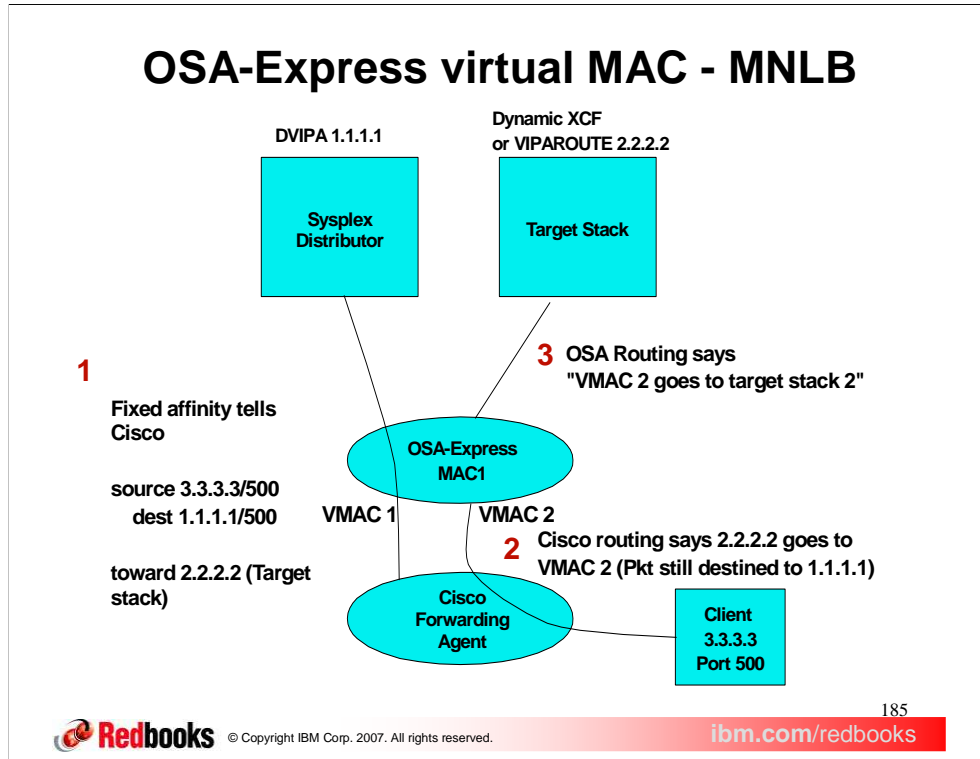 OSA-Express virtual MAC - MNLB
DVIPA 1.1.1.1
Dynamic XCF
or VIPAROUTE 2.2.2.2
Sysplex
Distributor
Target Stack
1
Fixed affinity tells
Cisco
source 3.3.3.3/500
dest 1.1.1.1/500
toward 2.2.2.2 (Target
stack)
3 OSA Routing says
"VMAC 2 goes to target stack 2"
OSA-Express
MAC1
VMAC 1
VMAC 2
2 Cisco routing says 2.2.2.2 goes to
VMAC 2 (Pkt still destined to 1.1.1.1)
Cisco
Forwarding
Agent
Client
3.3.3.3
Port 500
185
Redbooks © Copyright IBM Corp. 2007. All rights reserved.
ibm.com/redbooks